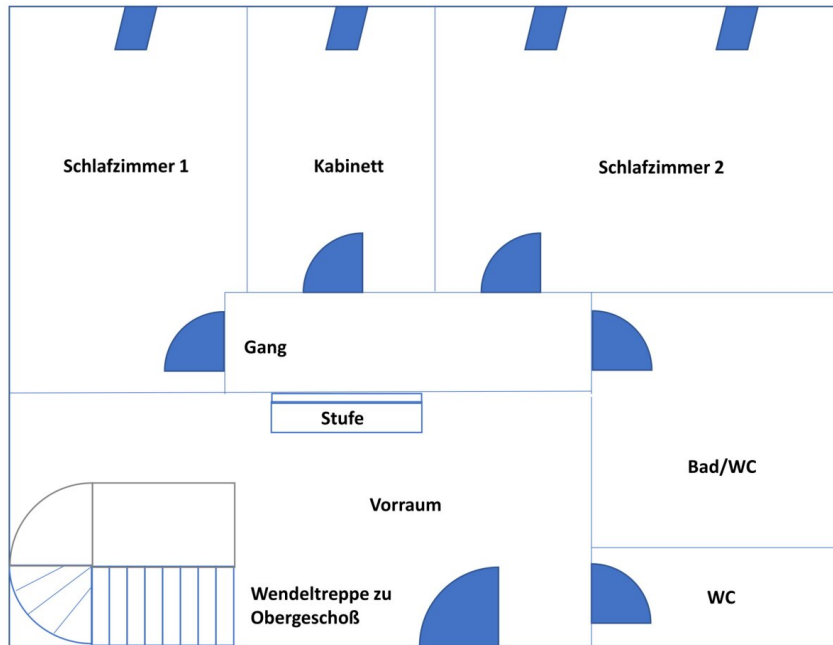 Schlafzimmer 1
Kabinett
Schlafzimmer 2
Gang
Stufe
Bad/WC
Vorraum
Wendeltreppe zu
Obergeschoß
WC